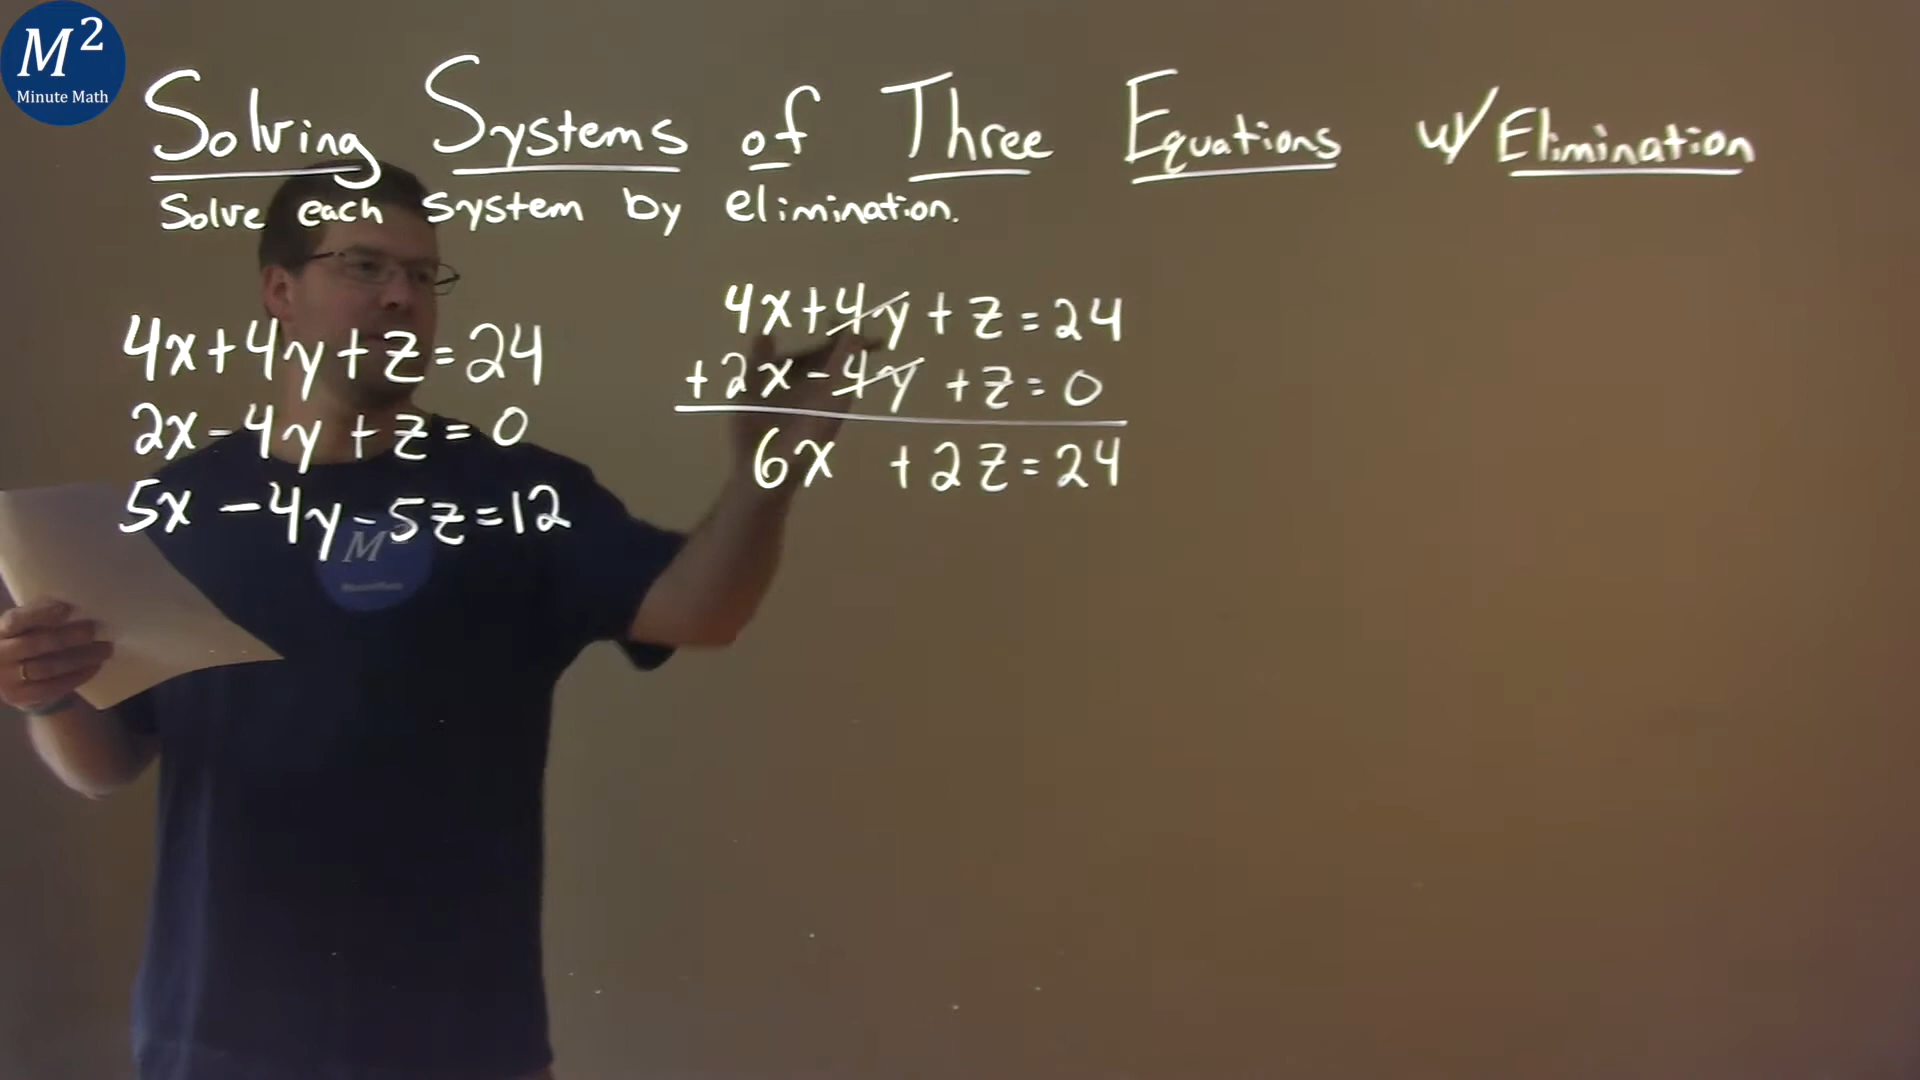 M²
Minute Math
Solving Systems of Three Equations w/ Elimination
Solve each system by elimination.
4x+4y+z=24
2x-4y+z=0
5x-4y-5z=12
M
4x+4y+z=24
+2x-4y+z=0
6x+2z=24